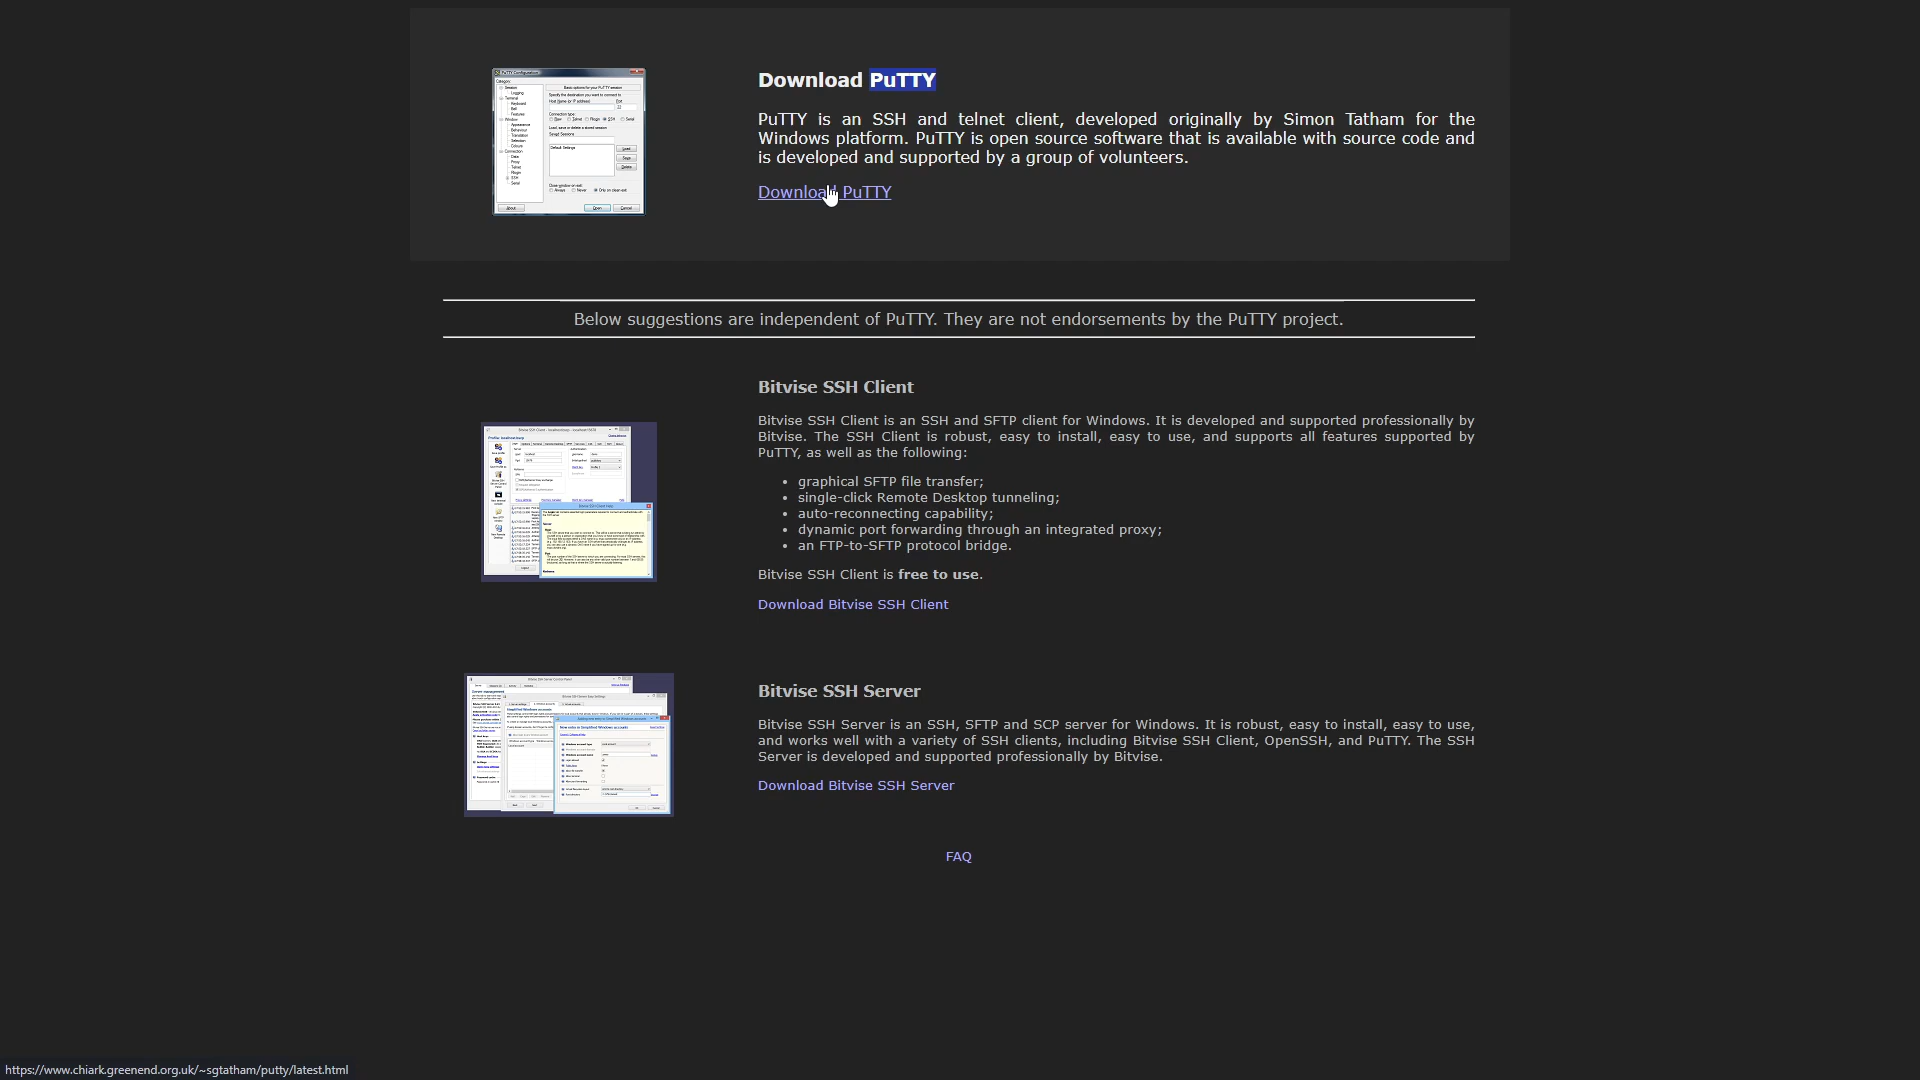 Download PuTTY
PuTTY is an SSH and telnet client, developed originally by Simon Tatham for the
Windows platform. PuTTY is open source software that is available with source code and
is developed and supported by a group of volunteers.
Download PuTTY
Below suggestions are independent of PuTTY. They are not endorsements by the PuTTY project.
Bitvise SSH Client
Bitvise SSH Client is an SSH and SFTP client for Windows. It is developed and supported professionally by
Bitvise. The SSH Client is robust, easy to install, easy to use, and supports all features supported by
PuTTY, as well as the following:
graphical SFTP file transfer;
single-click Remote Desktop tunneling;
auto-reconnecting capability;
dynamic port forwarding through an integrated proxy;
an FTP-to-SFTP protocol bridge.
Bitvise SSH Client is free to use.
Download Bitvise SSH Client
Bitvise SSH Server
Bitvise SSH Server is an SSH, SFTP and SCP server for Windows. It is robust, easy to install, easy to use,
and works well with a variety of SSH clients, including Bitvise SSH Client, OpenSSH, and PuTTY. The SSH
Server is developed and supported professionally by Bitvise.
Download Bitvise SSH Server
FAQ
https://www.chiark.greenend.org.uk/~sgtatham/putty/latest.html